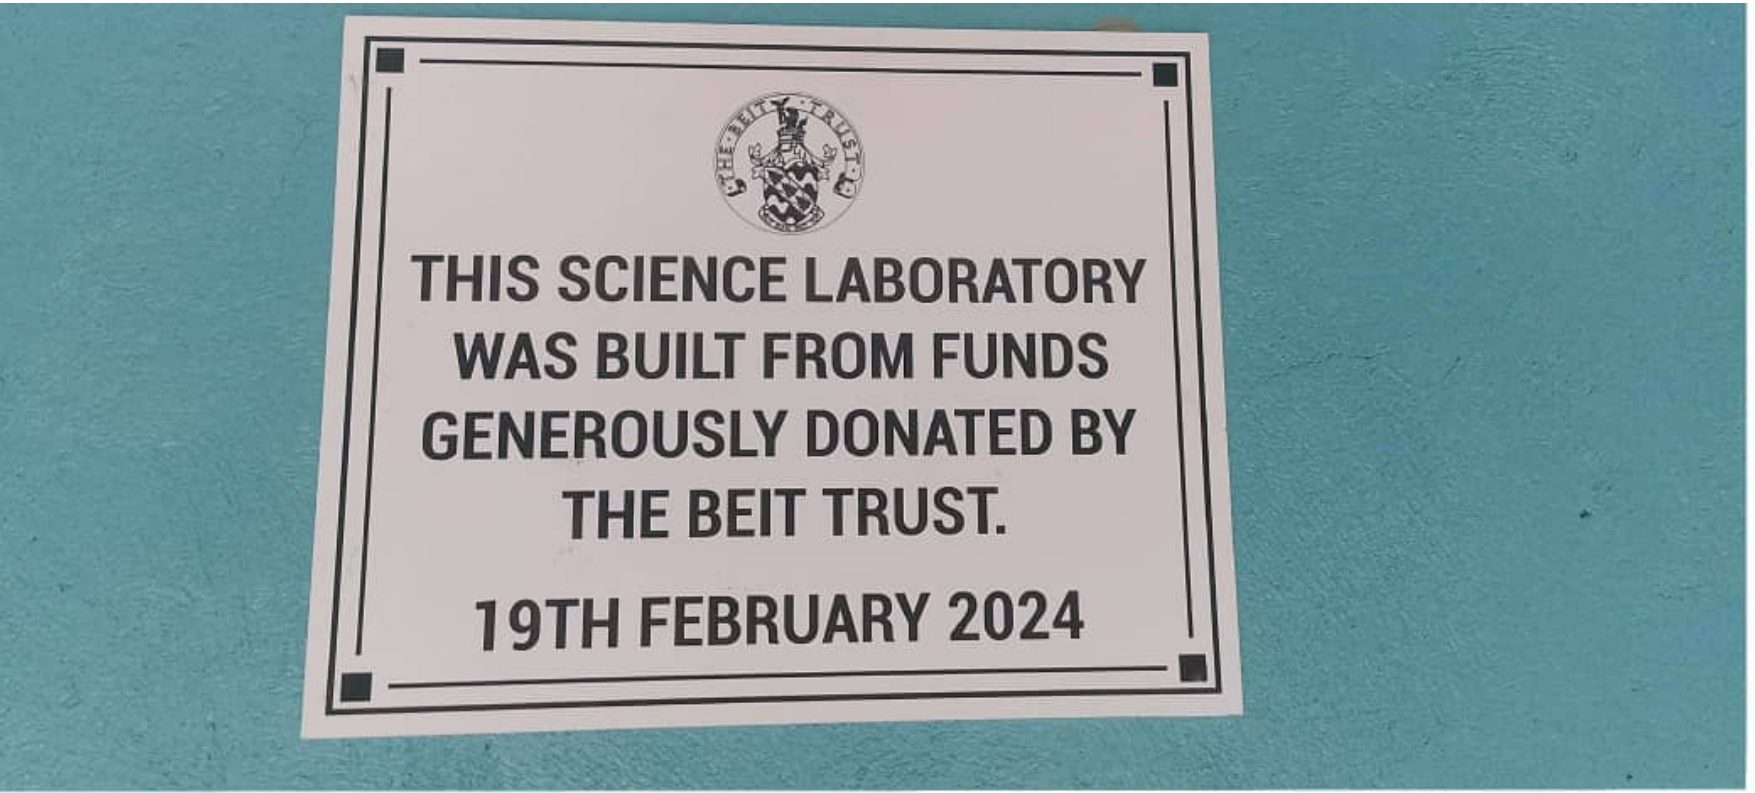 THE · BEIT · TRUST
THIS SCIENCE LABORATORY
WAS BUILT FROM FUNDS
GENEROUSLY DONATED BY
THE BEIT TRUST.
19TH FEBRUARY 2024